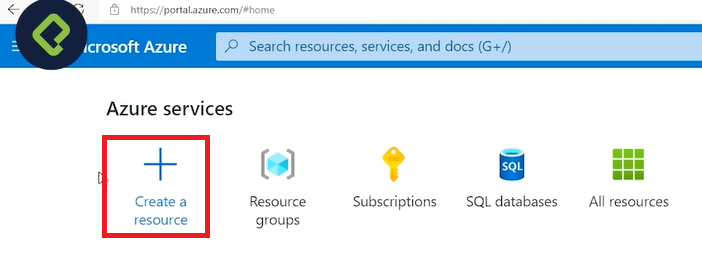 https://portal.azure.com/#home
icrosoft Azure
Search resources, services, and docs (G+/)
Azure services
Create a
resource
Resource
groups
Subscriptions
SQL
SQL databases
All resources